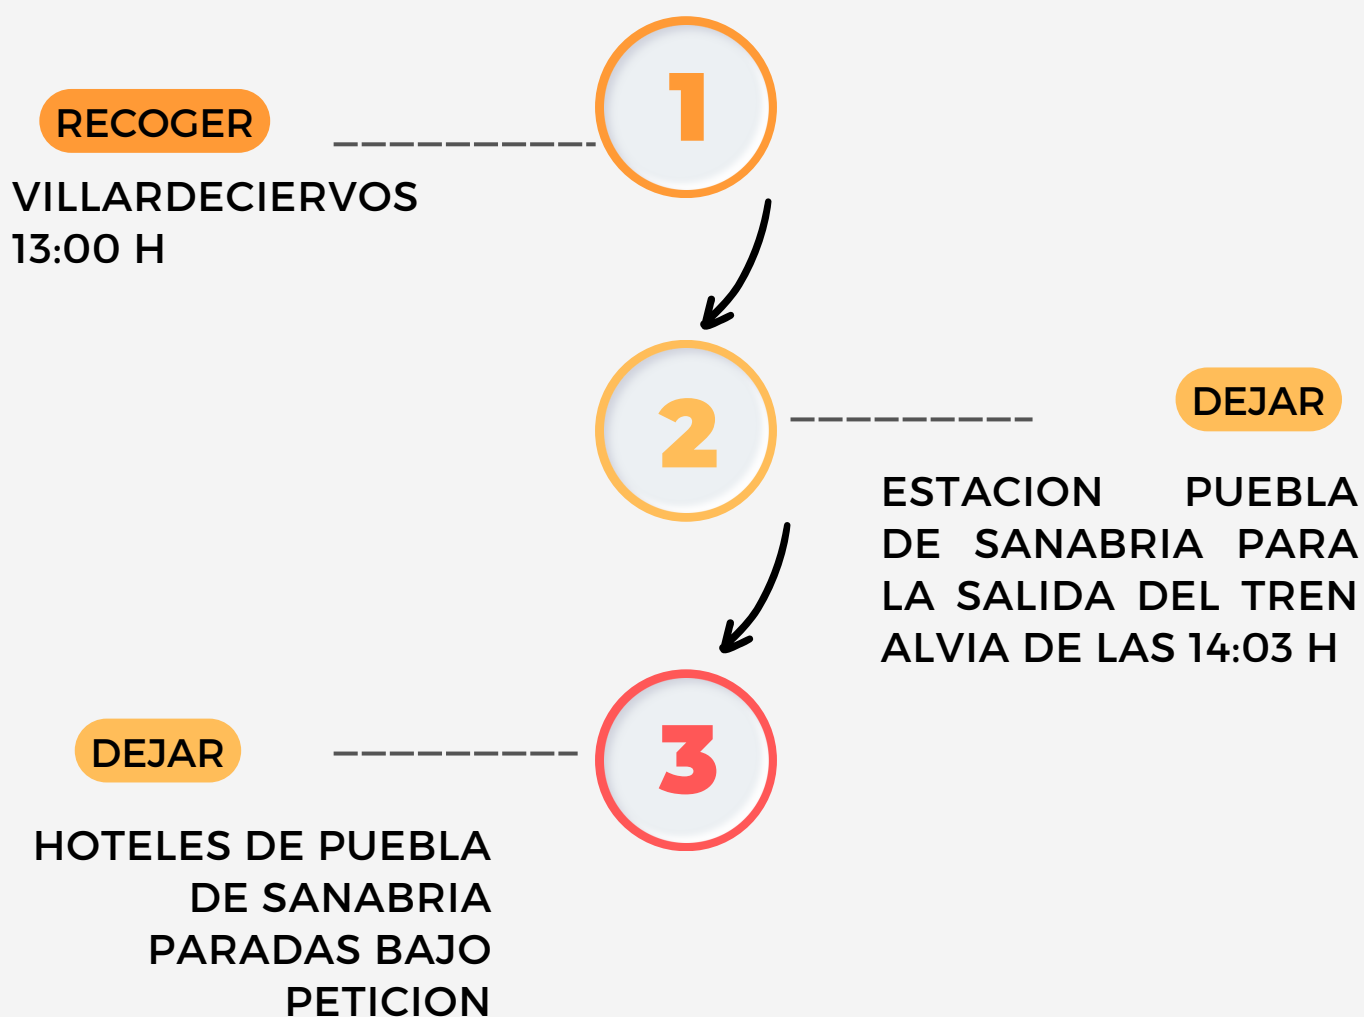 1
RECOGER
VILLARDECIERVOS
13:00 H
2
DEJAR
ESTACION PUEBLA
DE SANABRIA PARA
LA SALIDA DEL TREN
ALVIA DE LAS 14:03 H
3
DEJAR
HOTELES DE PUEBLA
DE SANABRIA
PARADAS BAJO
PETICION